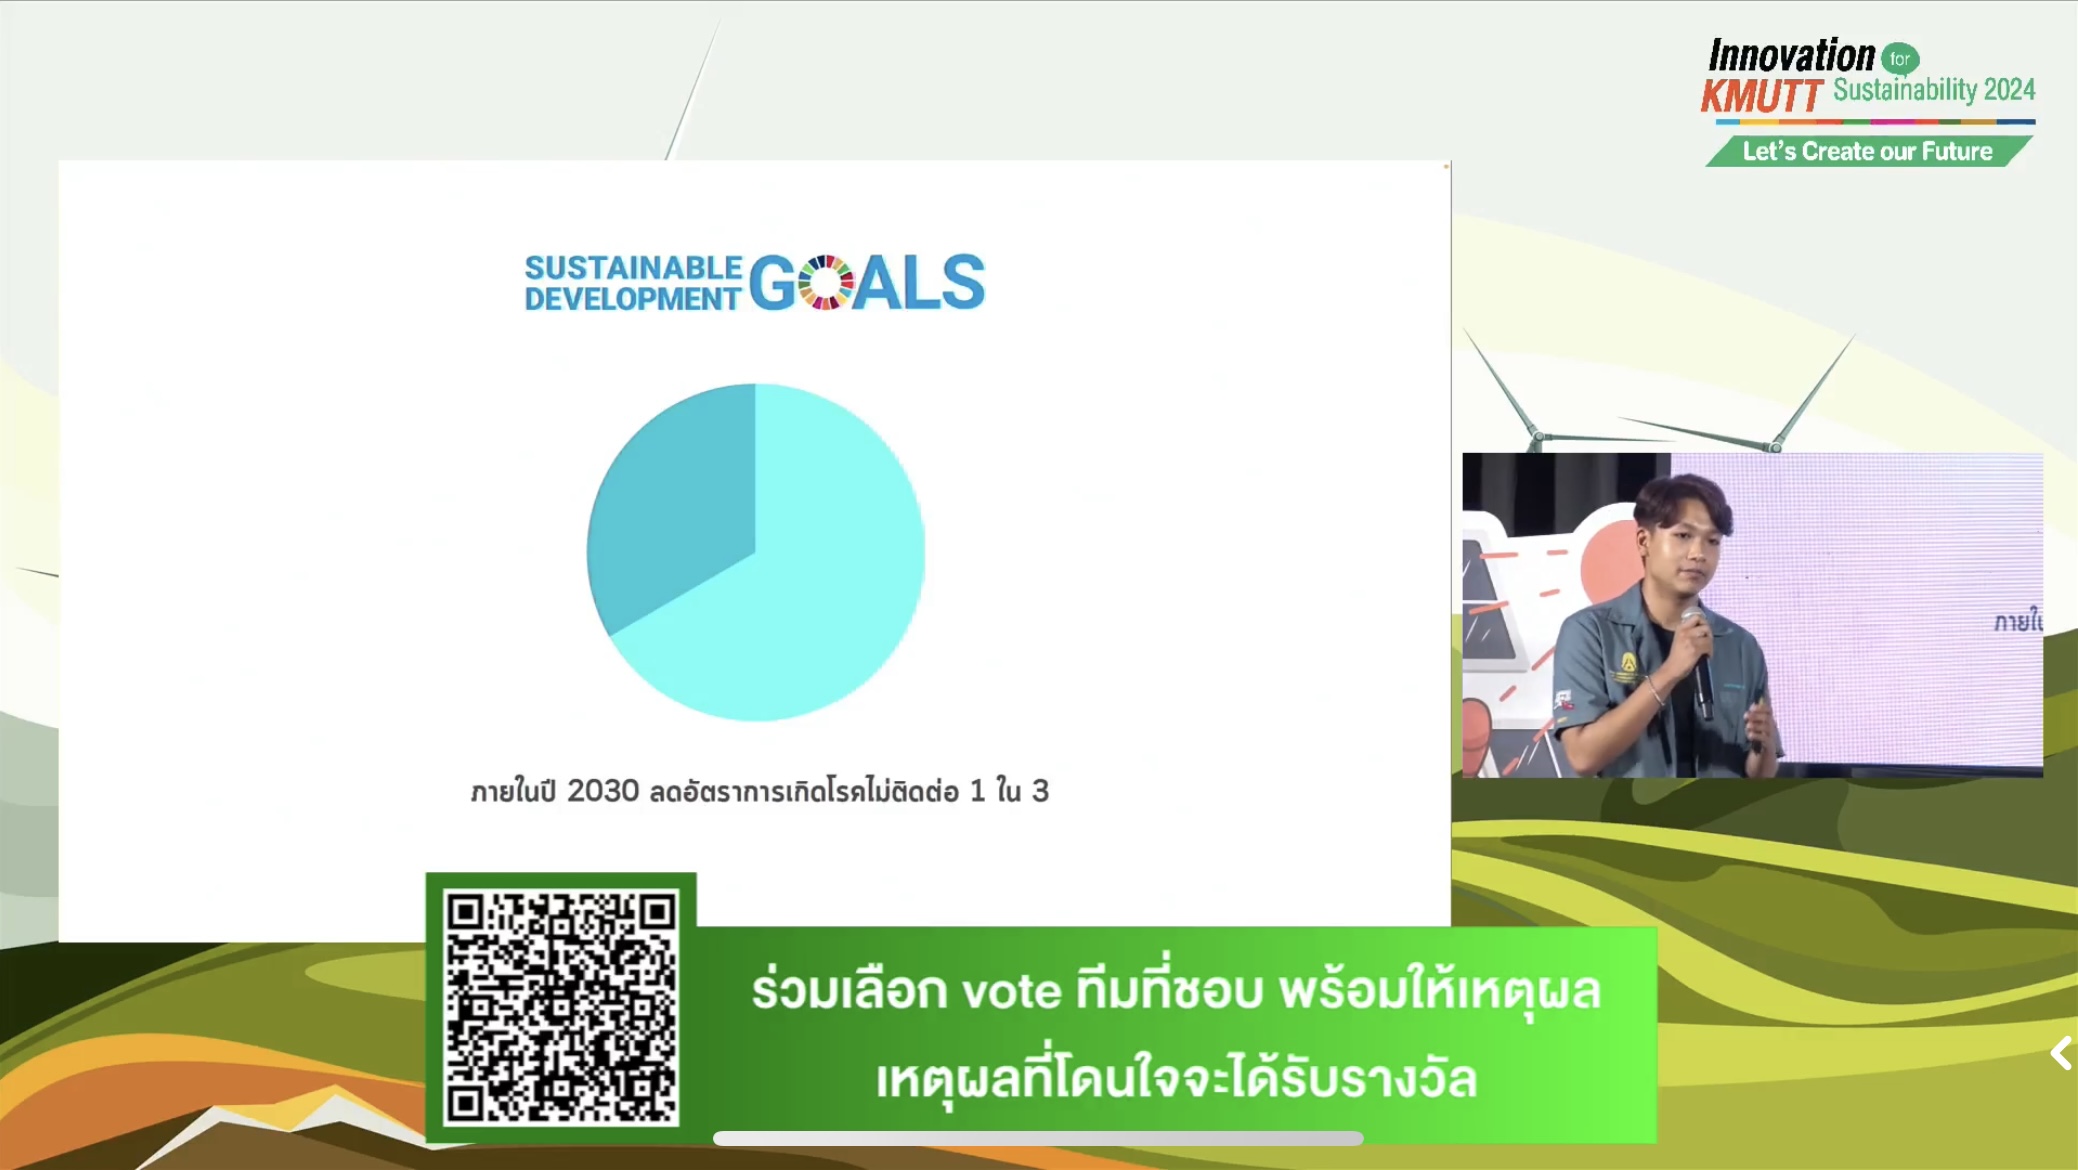 Innovation for
KMUTT Sustainability 2024
Let's Create our Future
SUSTAINABLE
DEVELOPMENT GOALS
ภายในปี 2030 ลดอัตราการเกิดโรคไม่ติดต่อ 1 ใน 3
ร่วมเลือก vote ทีมที่ชอบ พร้อมให้เหตุผล
เหตุผลที่โดนใจจะได้รับรางวัล